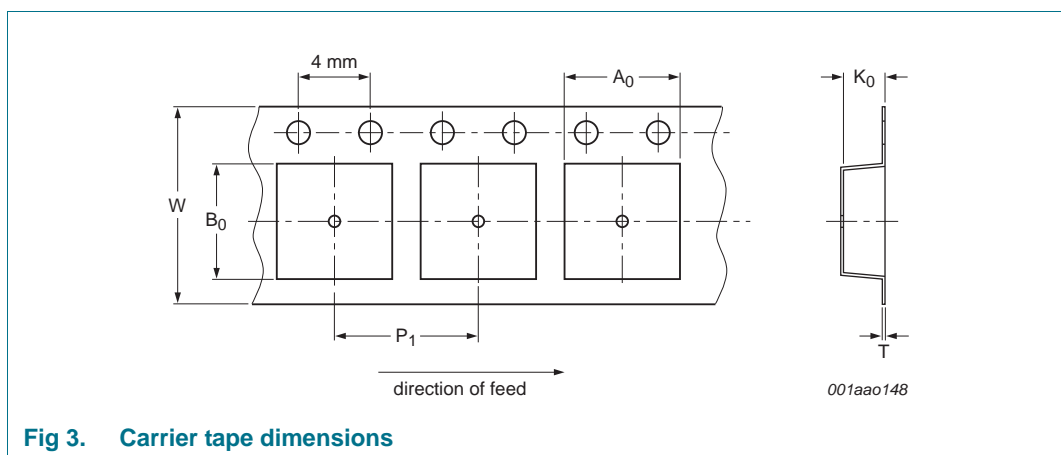 4 mm
A0
K0
W
B0
P1
T
direction of feed
001aao148
Fig 3. Carrier tape dimensions